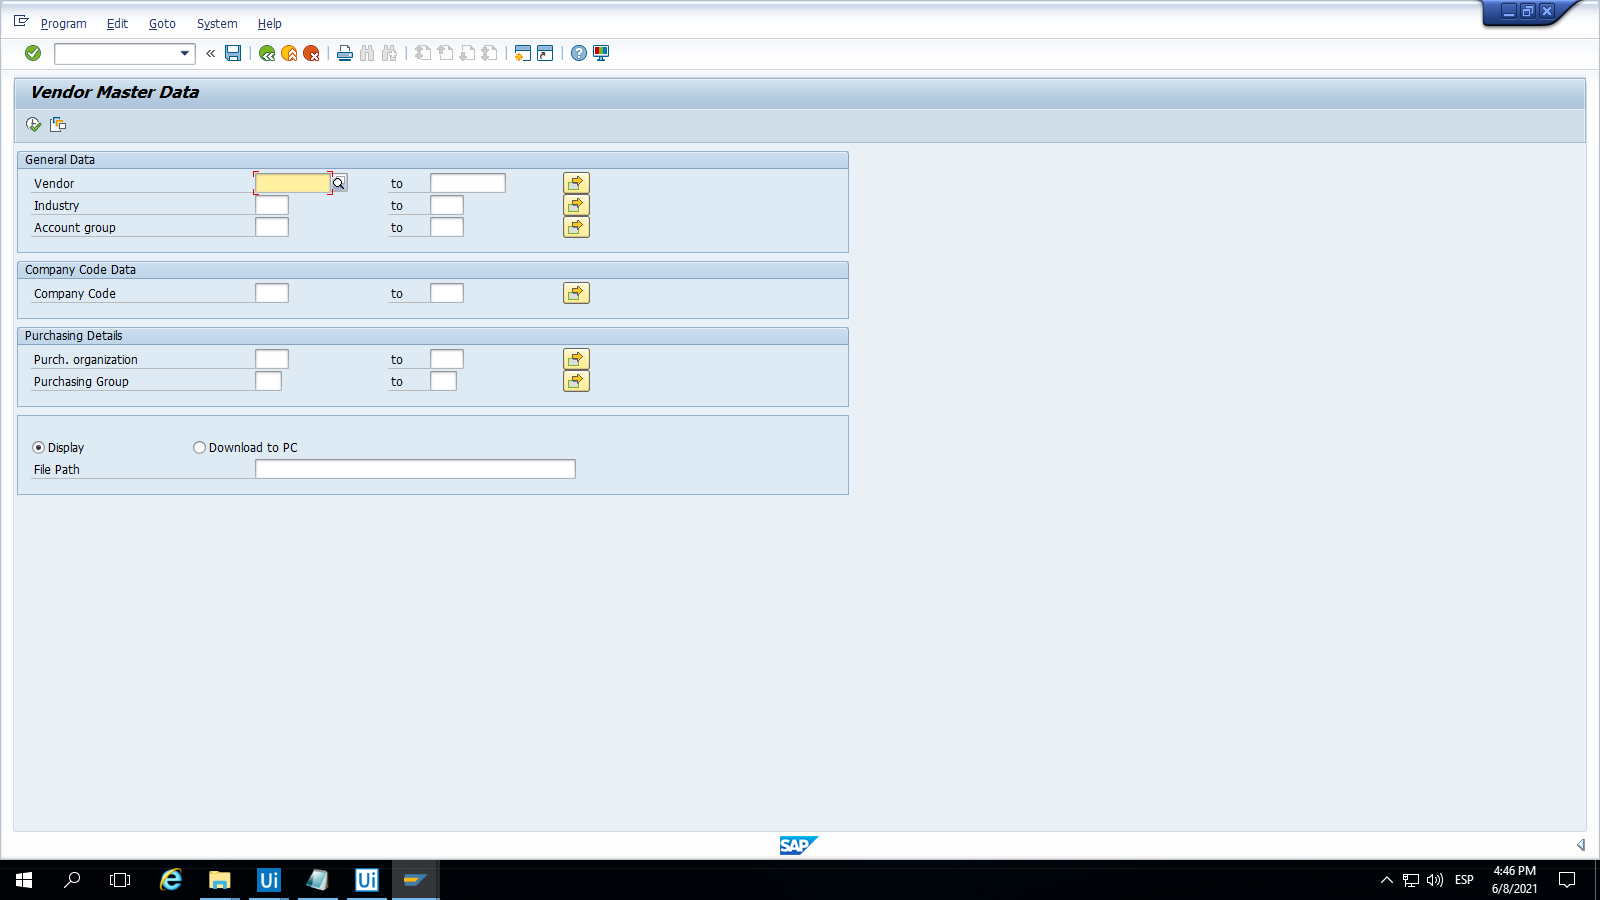 Program Edit Goto System Help
Vendor Master Data
General Data
Vendor to
Industry to
Account group to
Company Code Data
Company Code to
Purchasing Details
Purch. organization to
Purchasing Group to
Display Download to PC
File Path
SAP
Ui Ui ESP 4:46 PM
6/8/2021